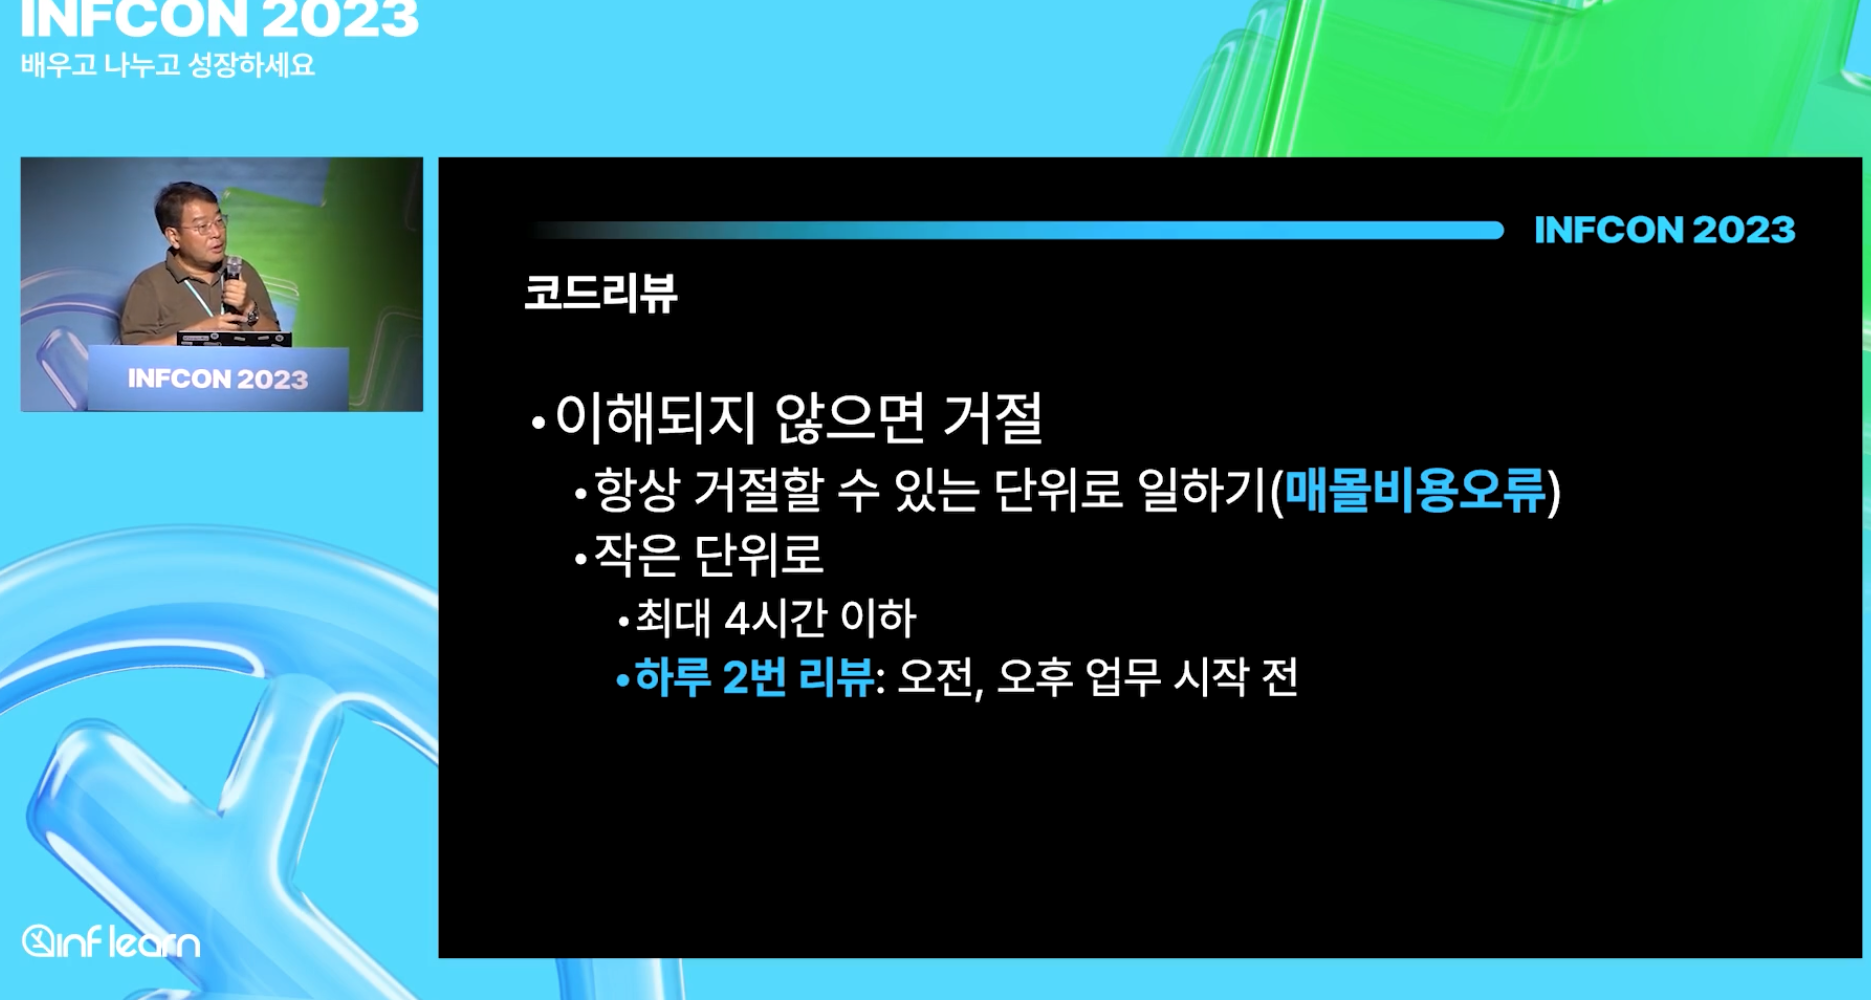 INFCON 2023
배우고 나누고 성장하세요
INFCON 2023
INFCON 2023
코드리뷰
•이해되지 않으면 거절
•항상 거절할 수 있는 단위로 일하기(매몰비용오류)
•작은 단위로
•최대 4시간 이하
•하루 2번 리뷰: 오전, 오후 업무 시작 전
inflearn